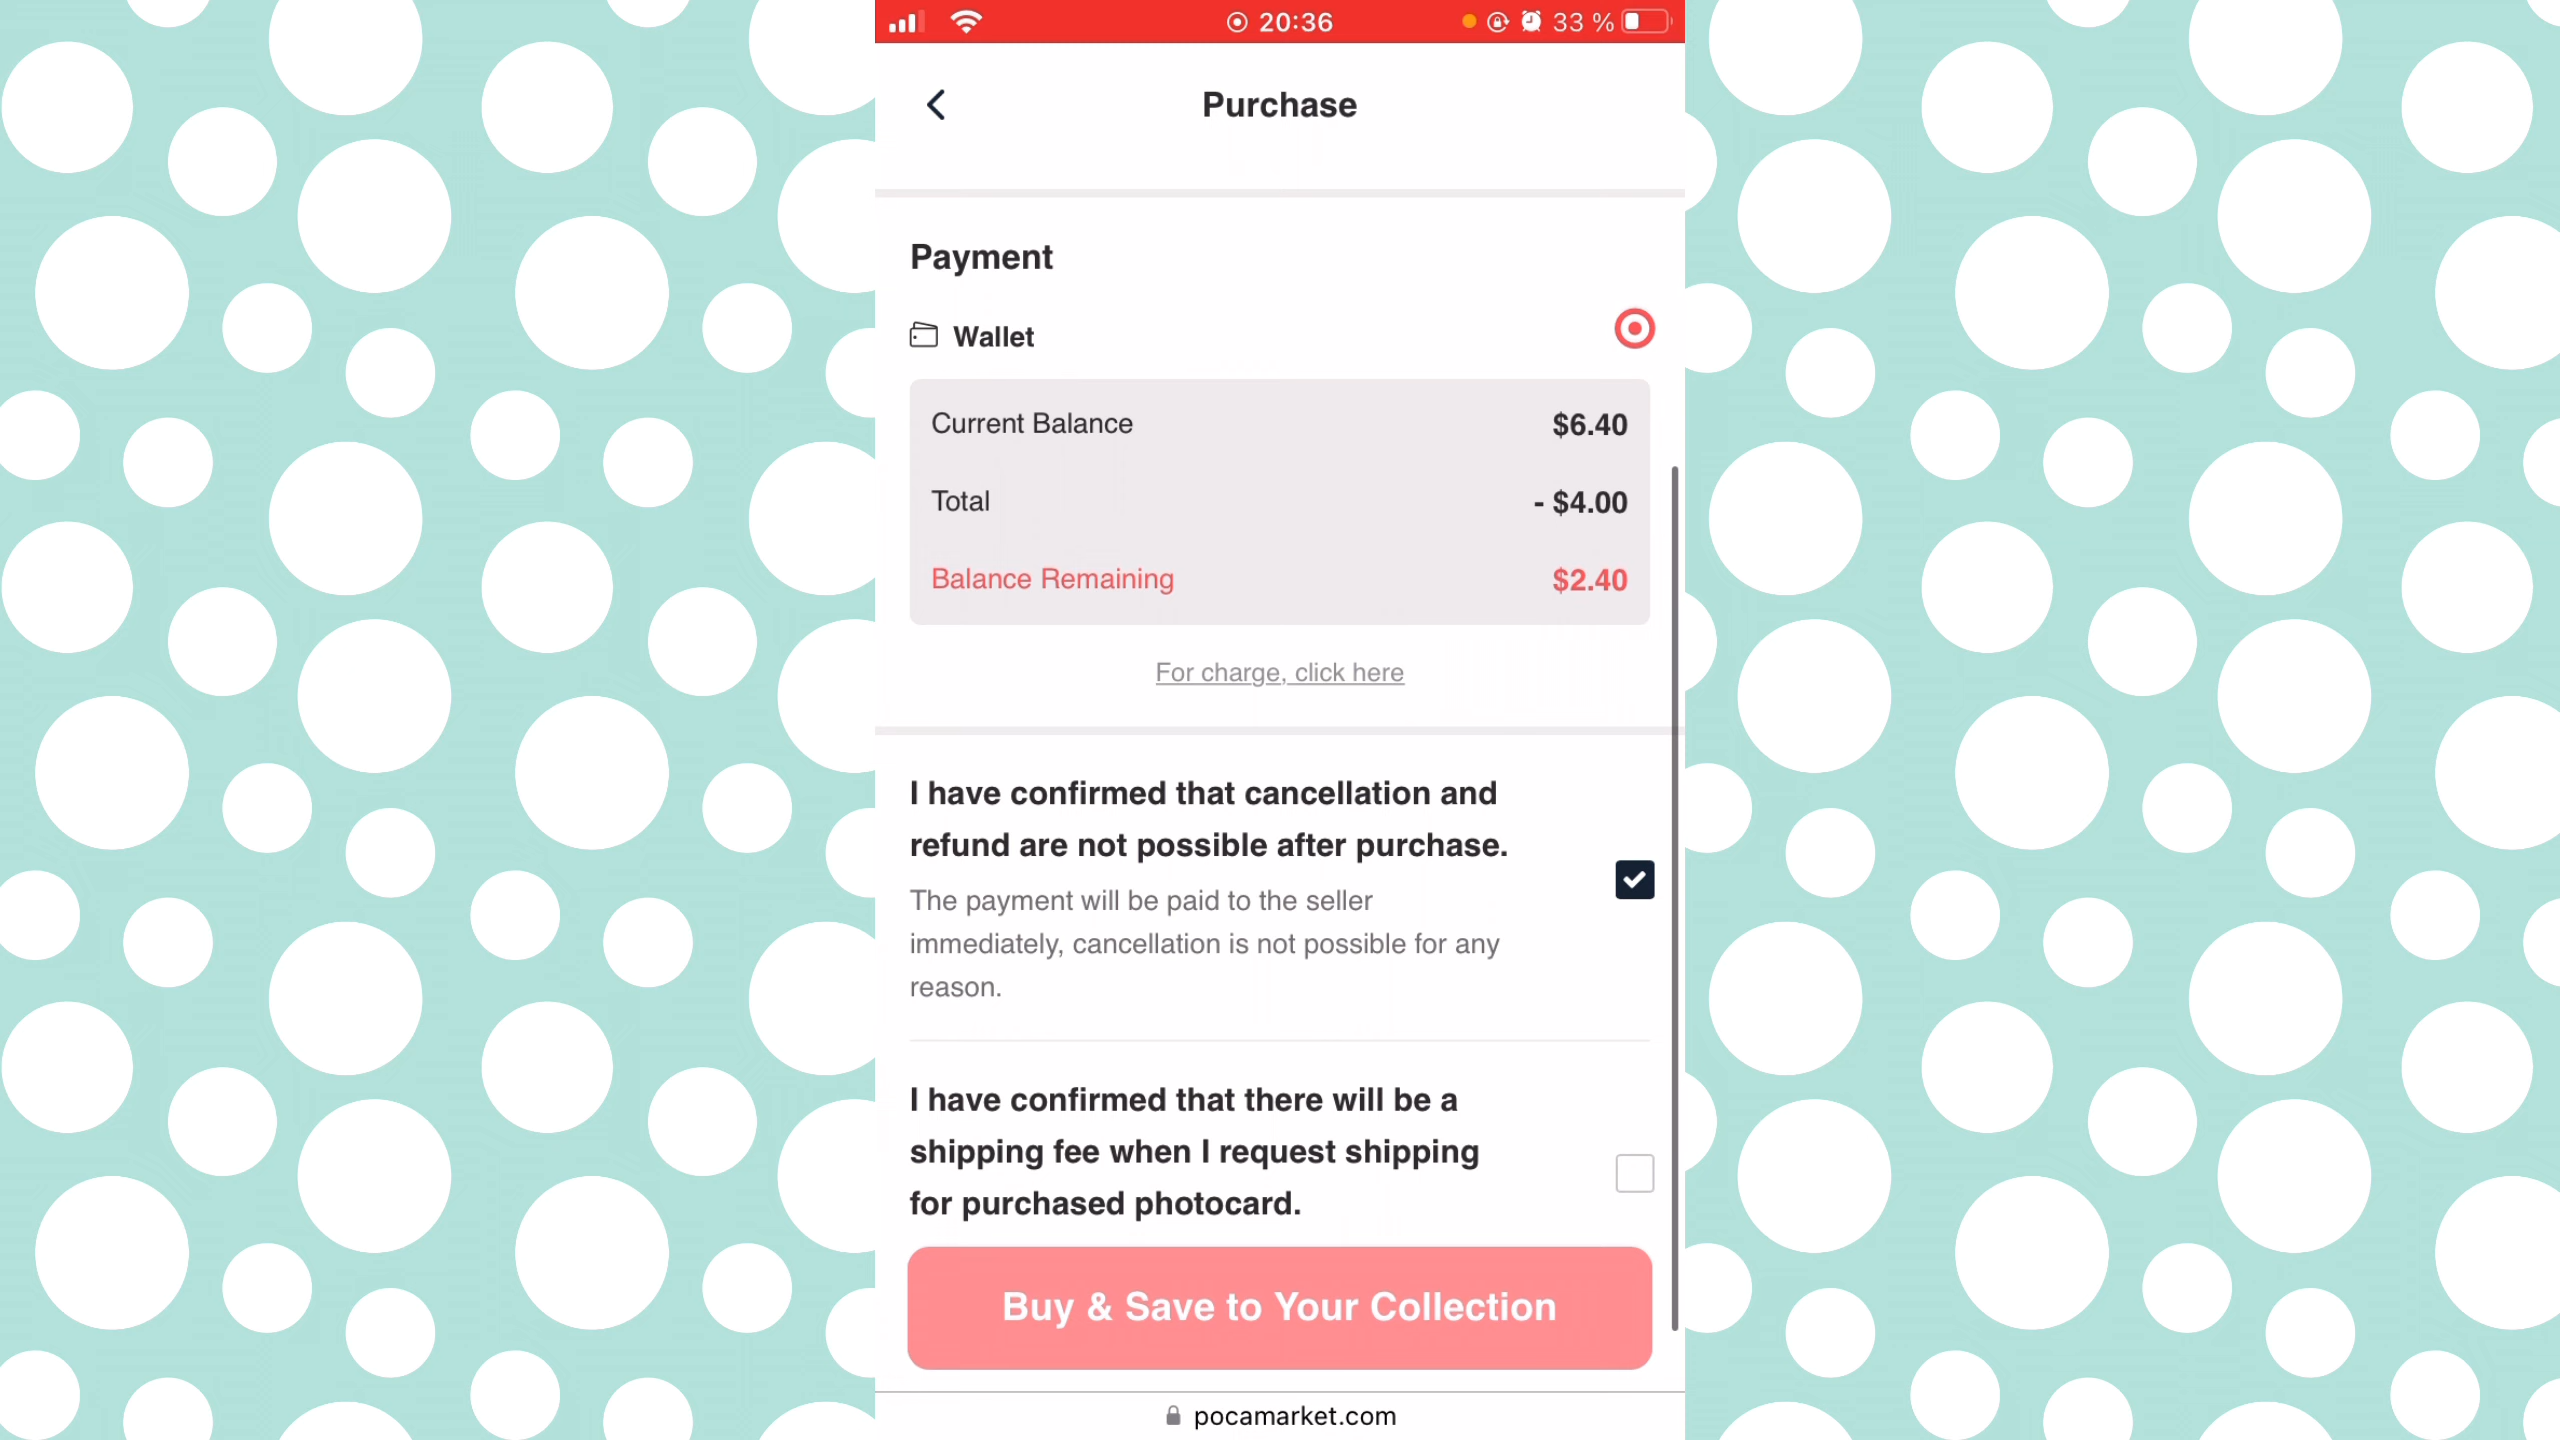 20:36
33 %
Purchase
Payment
Wallet
Current Balance $6.40
Total - $4.00
Balance Remaining $2.40
For charge, click here
I have confirmed that cancellation and
refund are not possible after purchase.
The payment will be paid to the seller
immediately, cancellation is not possible for any
reason.
I have confirmed that there will be a
shipping fee when I request shipping
for purchased photocard.
Buy & Save to Your Collection
pocamarket.com